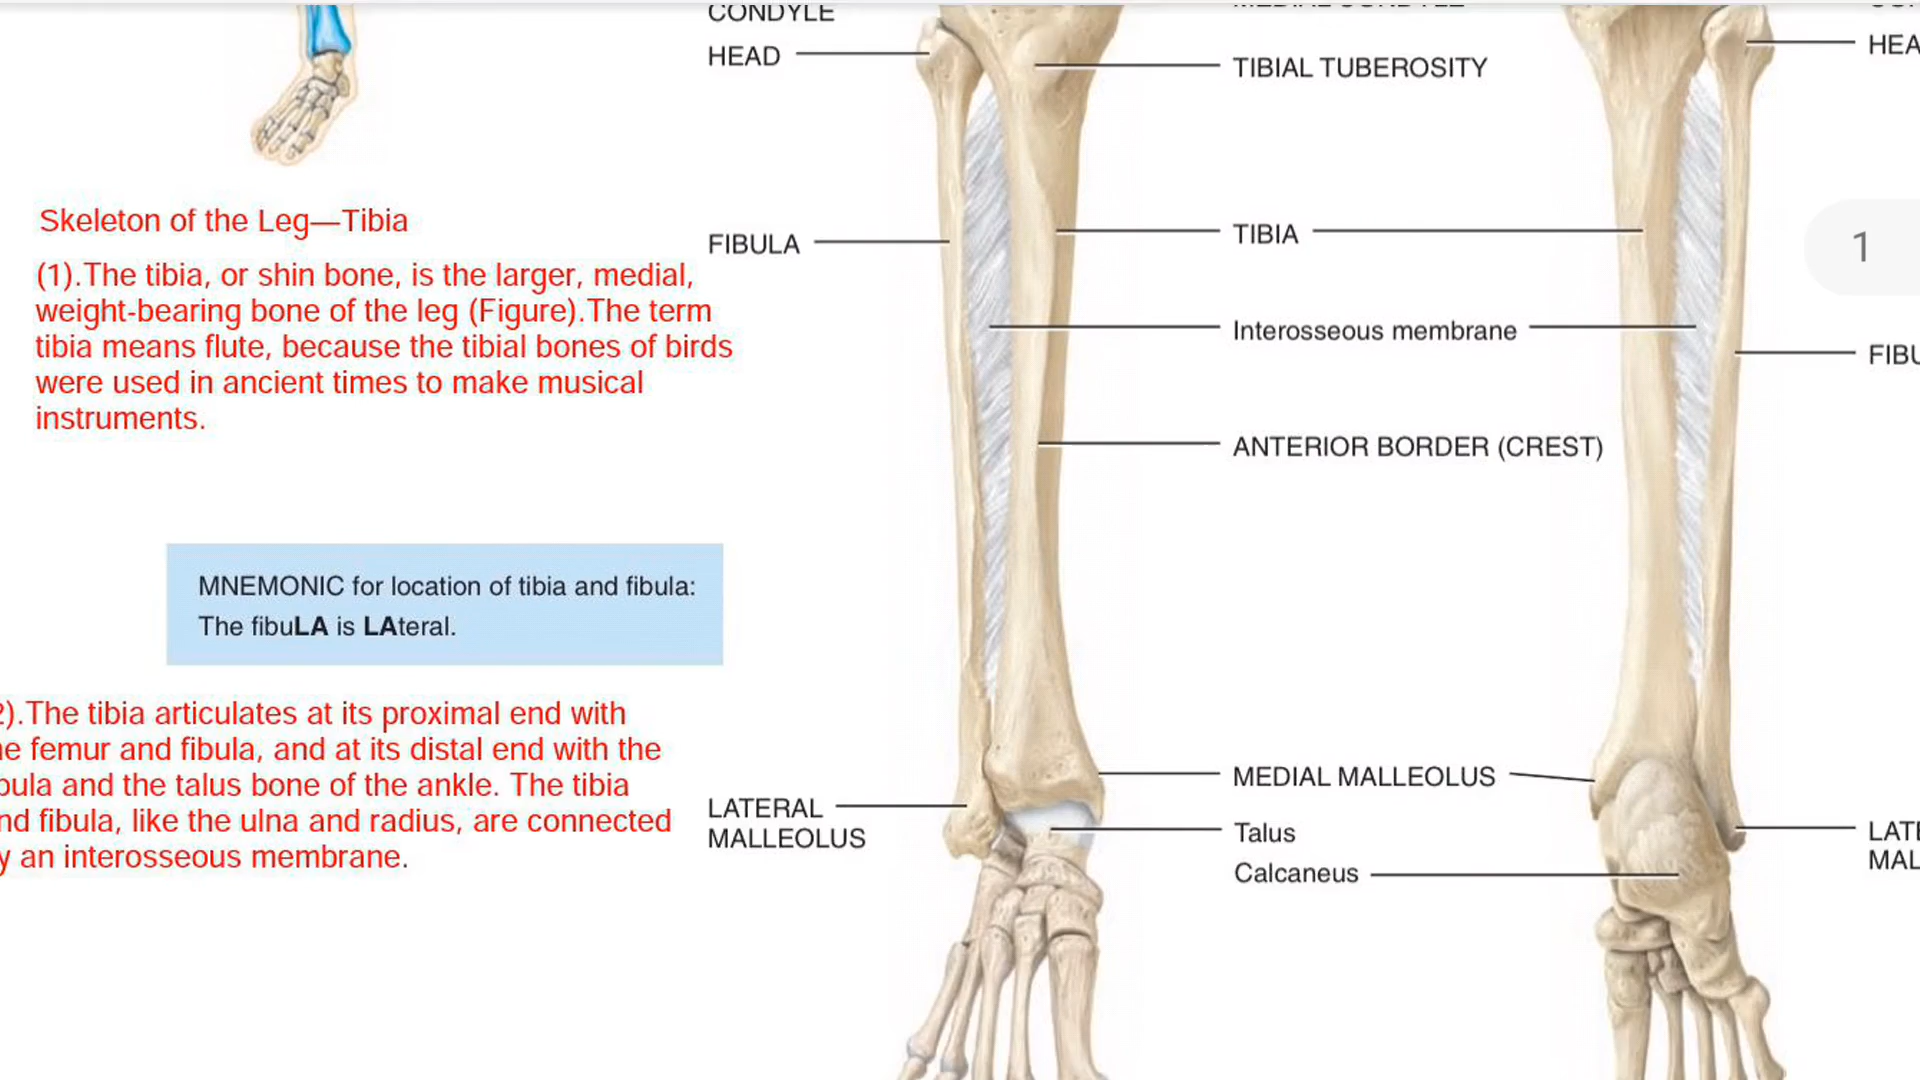 CONDYLE
HEAD
TIBIAL TUBEROSITY
Skeleton of the Leg—Tibia
(1).The tibia, or shin bone, is the larger, medial,
weight-bearing bone of the leg (Figure).The term
tibia means flute, because the tibial bones of birds
were used in ancient times to make musical
instruments.
FIBULA
TIBIA
Interosseous membrane
ANTERIOR BORDER (CREST)
1
MNEMONIC for location of tibia and fibula:
The fibuLA is LAteral.
2).The tibia articulates at its proximal end with
femur and fibula, and at its distal end with the
and the talus bone of the ankle. The tibia
fibula, like the ulna and radius, are connected
an interosseous membrane.
LATERAL
MALLEOLUS
MEDIAL MALLEOLUS
Talus
Calcaneus
HEA
FIBU
LATE
MAL